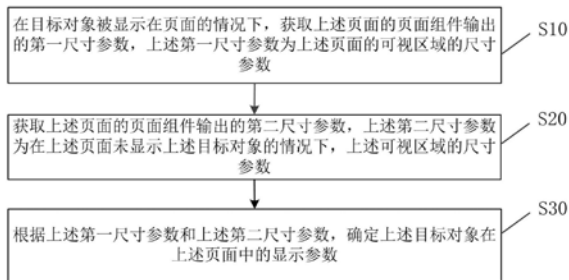 在目标对象被显示在页面的情况下，获取上述页面的页面组件输出
的第一尺寸参数，上述第一尺寸参数为上述页面的可视区域的尺寸
参数
S10
获取上述页面的页面组件输出的第二尺寸参数，上述第二尺寸参数
为在上述页面未显示上述目标对象的情况下，上述可视区域的尺寸
参数
S20
根据上述第一尺寸参数和上述第二尺寸参数，确定上述目标对象在
上述页面中的显示参数
S30